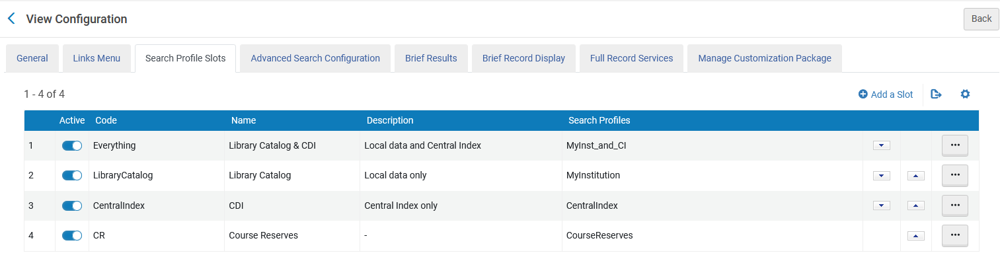 View Configuration Back
General Links Menu Search Profile Slots Advanced Search Configuration Brief Results Brief Record Display Full Record Services Manage Customization Package
1 - 4 of 4 Add a Slot
Active Code Name Description Search Profiles
1 Everything Library Catalog & CDI Local data and Central Index MyInst_and_CI
2 LibraryCatalog Library Catalog Local data only MyInstitution
3 CentralIndex CDI Central Index only CentralIndex
4 CR Course Reserves - CourseReserves